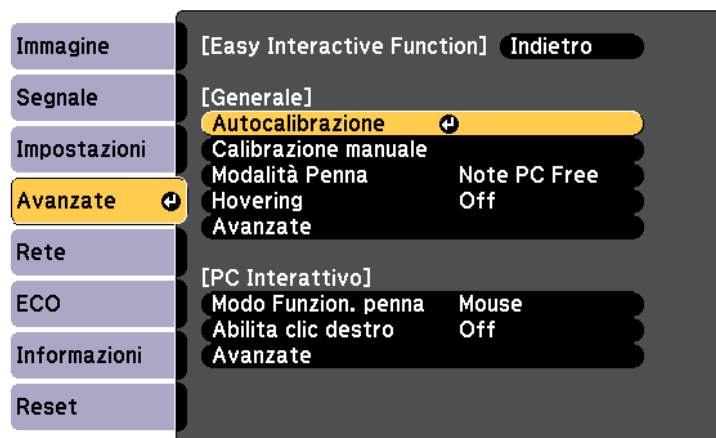 Immagine
Segnale
Impostazioni
Avanzate
Rete
ECO
Informazioni
Reset
[Easy Interactive Function] Indietro
[Generale]
Autocalibrazione
Calibrazione manuale
Modalità Penna Note PC Free
Hovering Off
Avanzate
[PC Interattivo]
Modo Funzion. penna Mouse
Abilita clic destro Off
Avanzate